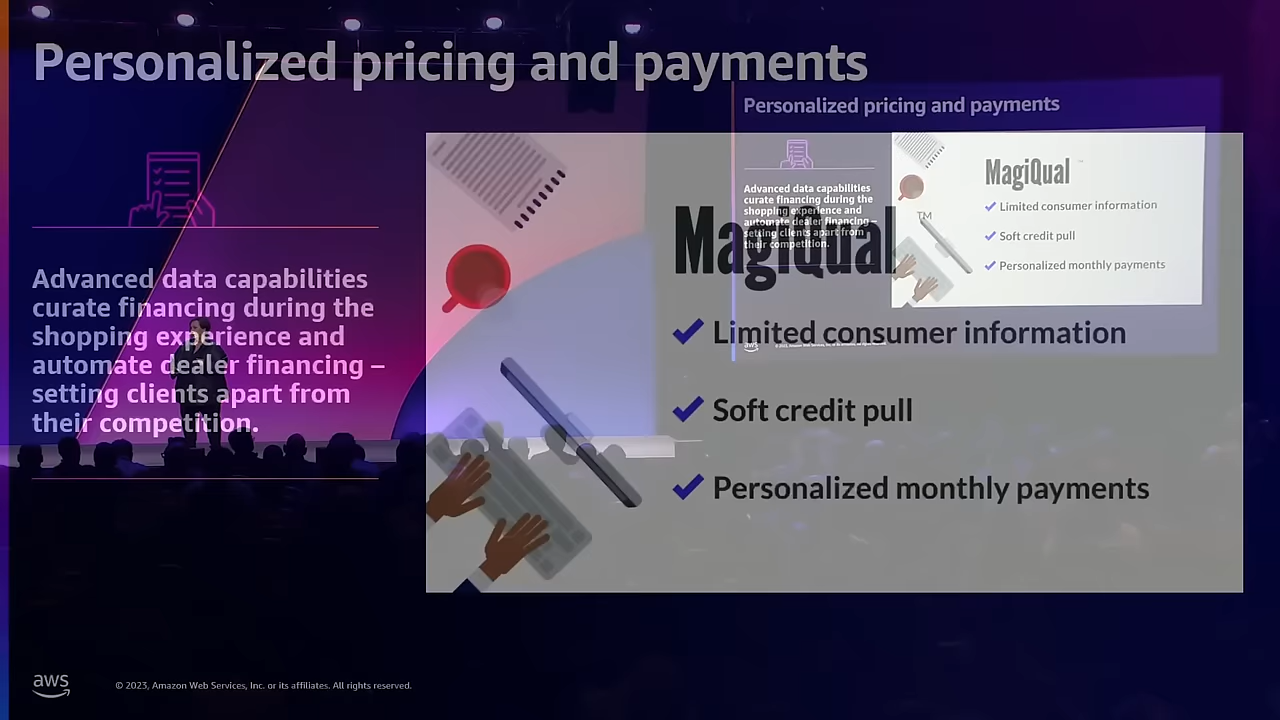 Personalized pricing and payments
Advanced data capabilities
curate financing during the
shopping experience and
automate dealer financing –
setting clients apart from
their competition.
MagiQual™
Limited consumer information
Soft credit pull
Personalized monthly payments
Personalized pricing and payments
Advanced data capabilities
curate financing during the
shopping experience and
automate dealer financing –
setting clients apart from
their competition.
MagiQual
Limited consumer information
Soft credit pull
Personalized monthly payments
aws
aws
© 2023, Amazon Web Services, Inc. or its affiliates. All rights reserved.